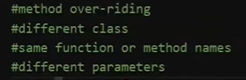 #method over-riding
#different class
#same function or method names
#different parameters